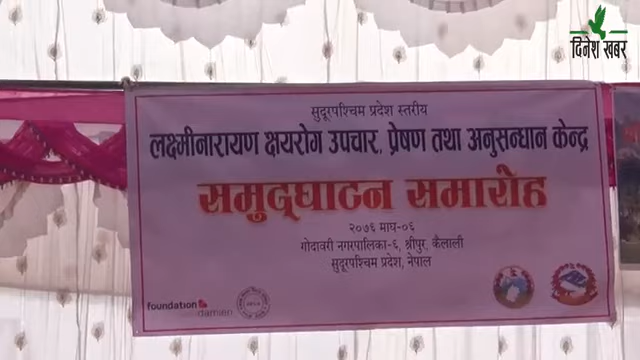 दिनेश खबर
सुदूरपश्चिम प्रदेश स्तरीय
लक्ष्मीनारायण क्षयरोग उपचार, प्रेषण तथा अनुसन्धान केन्द्र
समुद्घाटन समारोह
२०७६ माघ-०६
गोदावरी नगरपालिका-६, श्रीपुर, कैलाली
सुदूरपश्चिम प्रदेश, नेपाल
foundation
damien